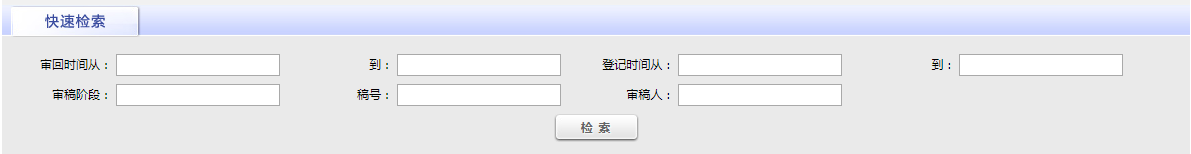 快速检索
审回时间从： 到： 登记时间从： 到：
审稿阶段： 稿号： 审稿人：
检 索